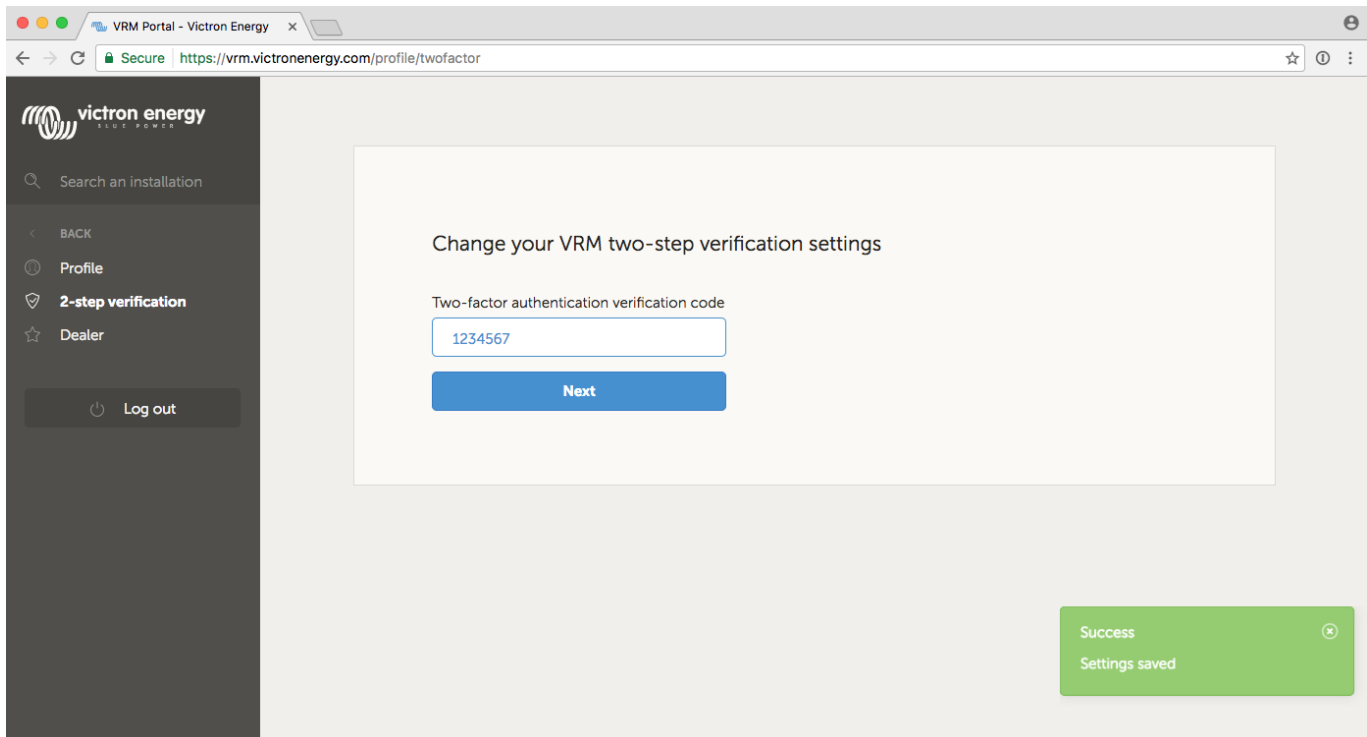 VRM Portal - Victron Energy
Secure https://vrm.victronenergy.com/profile/twofactor
victron energy
BLUE POWER
Search an installation
BACK
Profile
2-step verification
Dealer
Log out
Change your VRM two-step verification settings
Two-factor authentication verification code
1234567
Next
Success
Settings saved